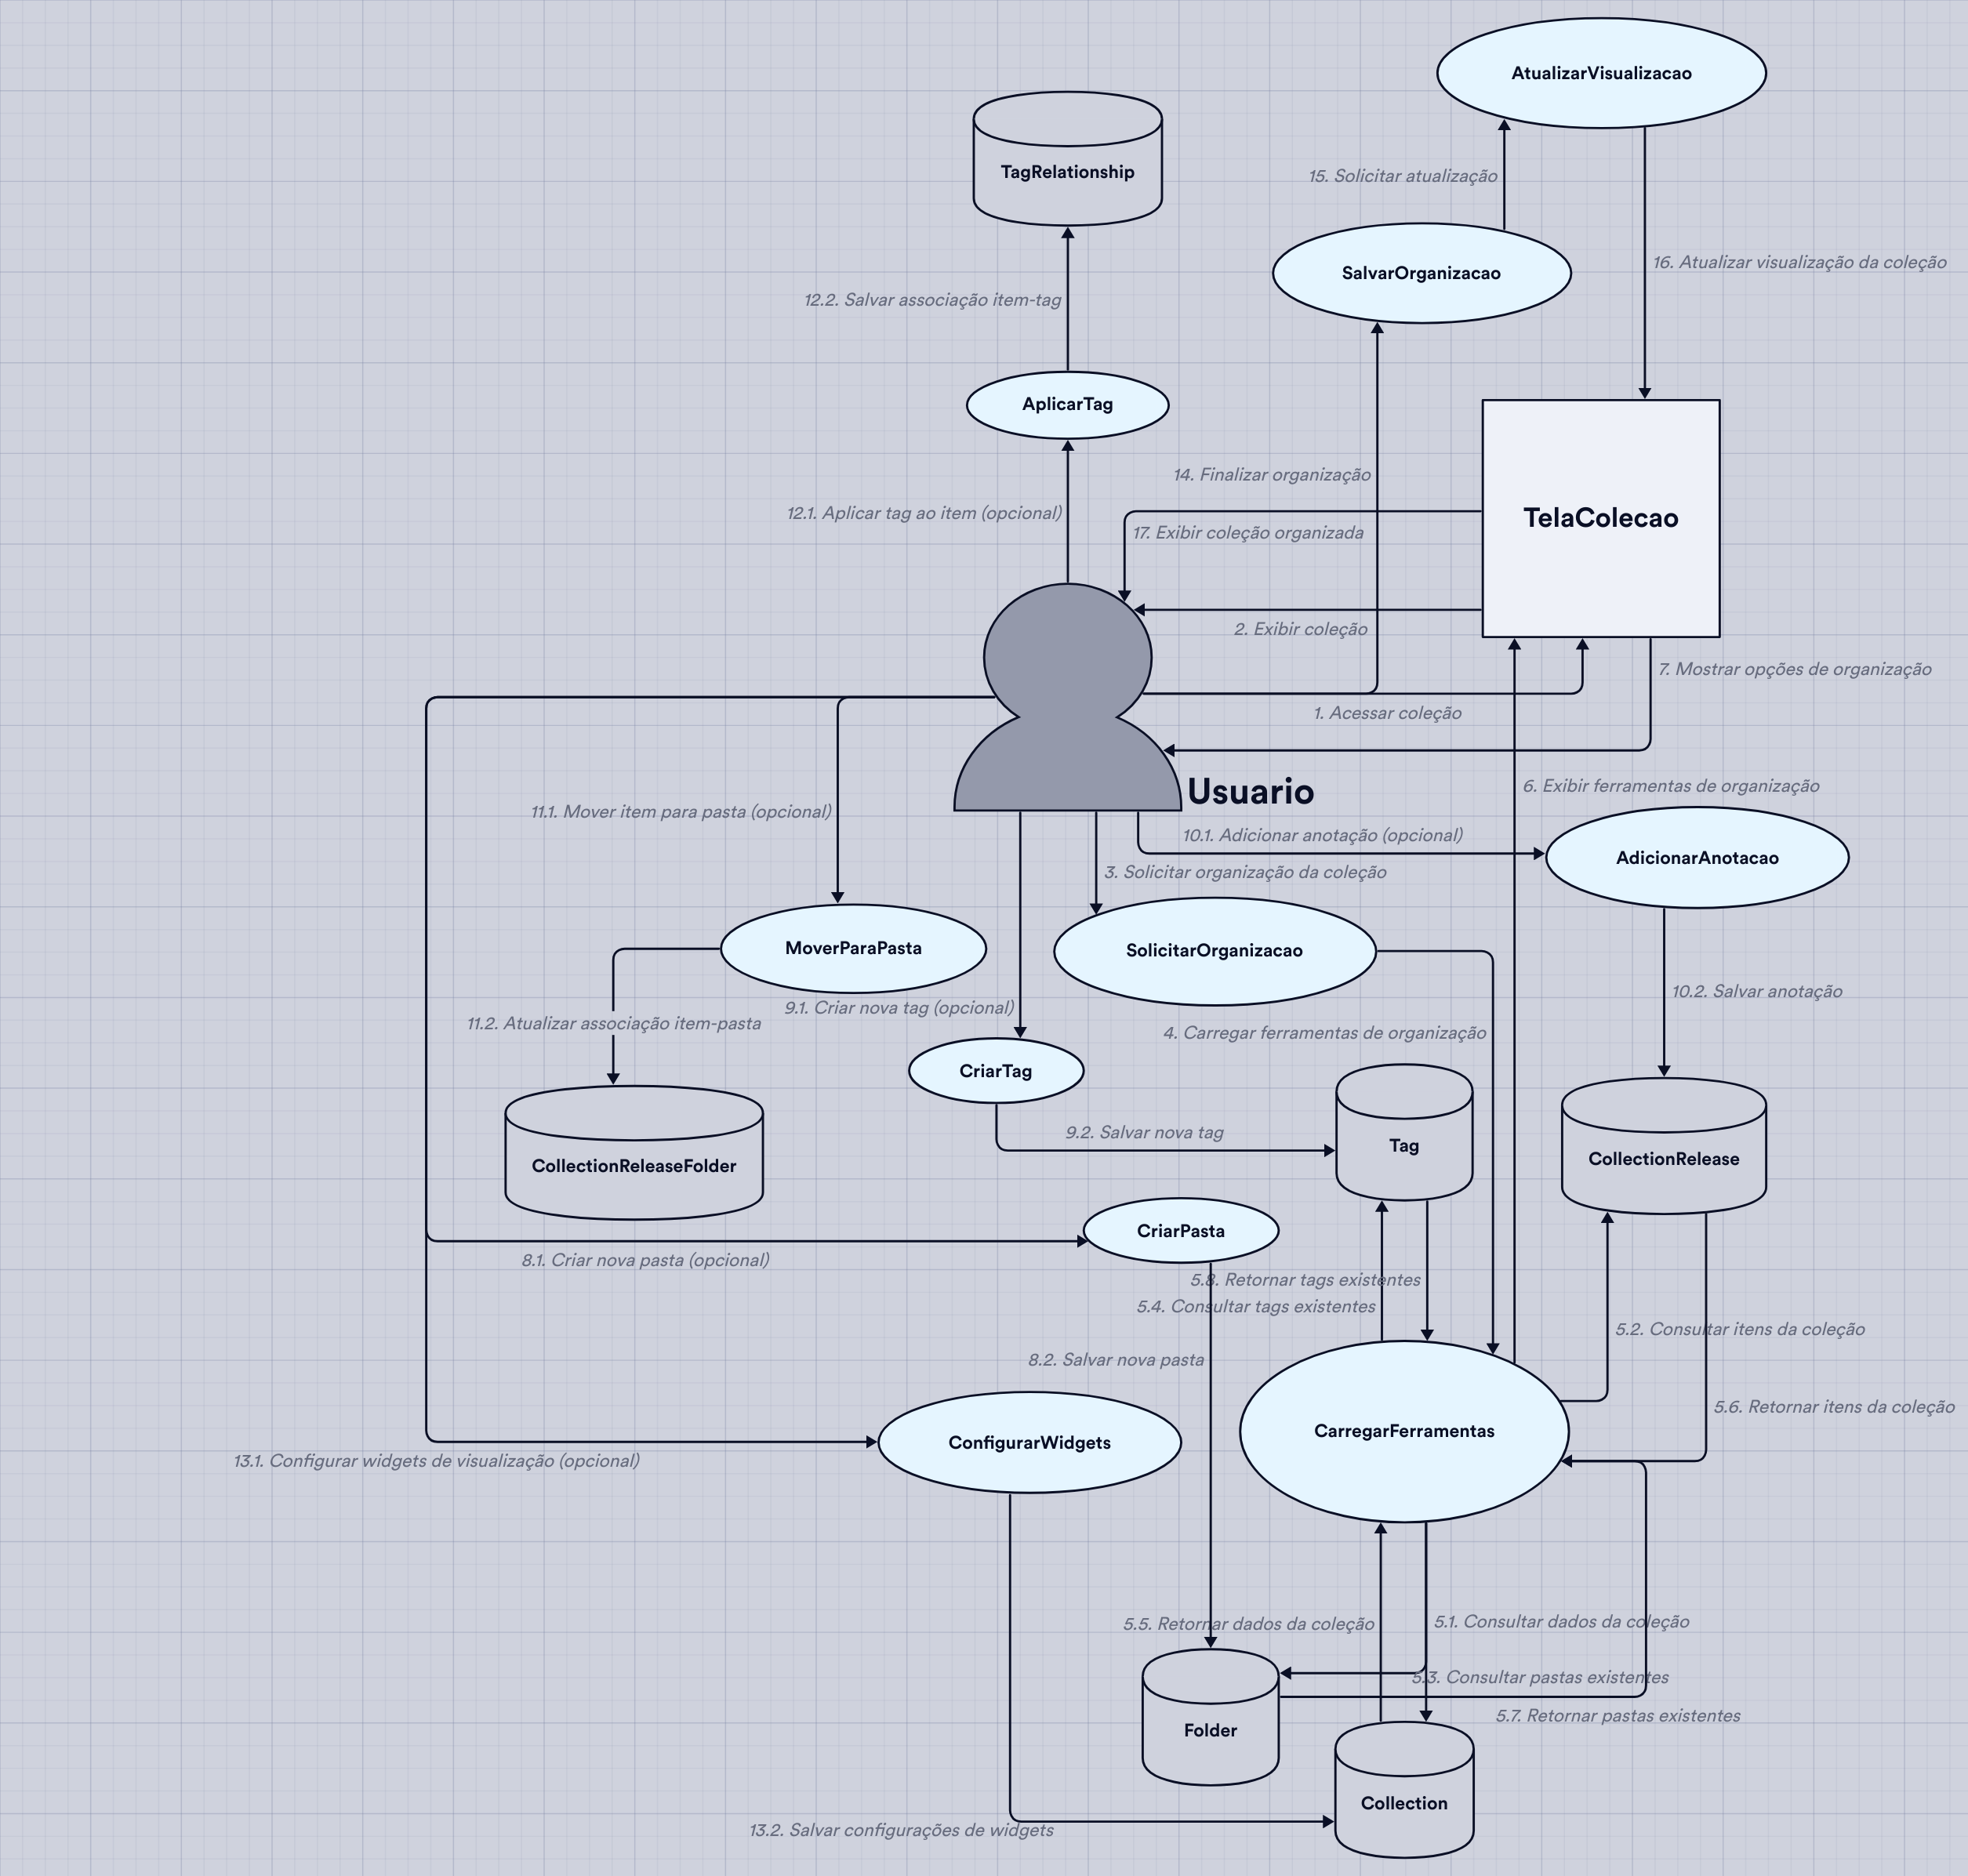 AtualizarVisualizacao
TagRelationship
15. Solicitar atualização
SalvarOrganizacao
16. Atualizar visualização da coleção
12.2. Salvar associação item-tag
AplicarTag
14. Finalizar organização
12.1. Aplicar tag ao item (opcional)
TelaColecao
17. Exibir coleção organizada
2. Exibir coleção
7. Mostrar opções de organização
1. Acessar coleção
Usuario
6. Exibir ferramentas de organização
11.1. Mover item para pasta (opcional)
10.1. Adicionar anotação (opcional)
AdicionarAnotacao
3. Solicitar organização da coleção
MoverParaPasta
SolicitarOrganizacao
10.2. Salvar anotação
9.1. Criar nova tag (opcional)
11.2. Atualizar associação item-pasta
4. Carregar ferramentas de organização
CriarTag
9.2. Salvar nova tag
Tag
CollectionRelease
CollectionReleaseFolder
CriarPasta
8.1. Criar nova pasta (opcional)
5.8. Retornar tags existentes
5.4. Consultar tags existentes
5.2. Consultar itens da coleção
8.2. Salvar nova pasta
5.6. Retornar itens da coleção
CarregarFerramentas
ConfigurarWidgets
13.1. Configurar widgets de visualização (opcional)
5.5. Retornar dados da coleção
5.1. Consultar dados da coleção
5.3. Consultar pastas existentes
5.7. Retornar pastas existentes
Folder
Collection
13.2. Salvar configurações de widgets